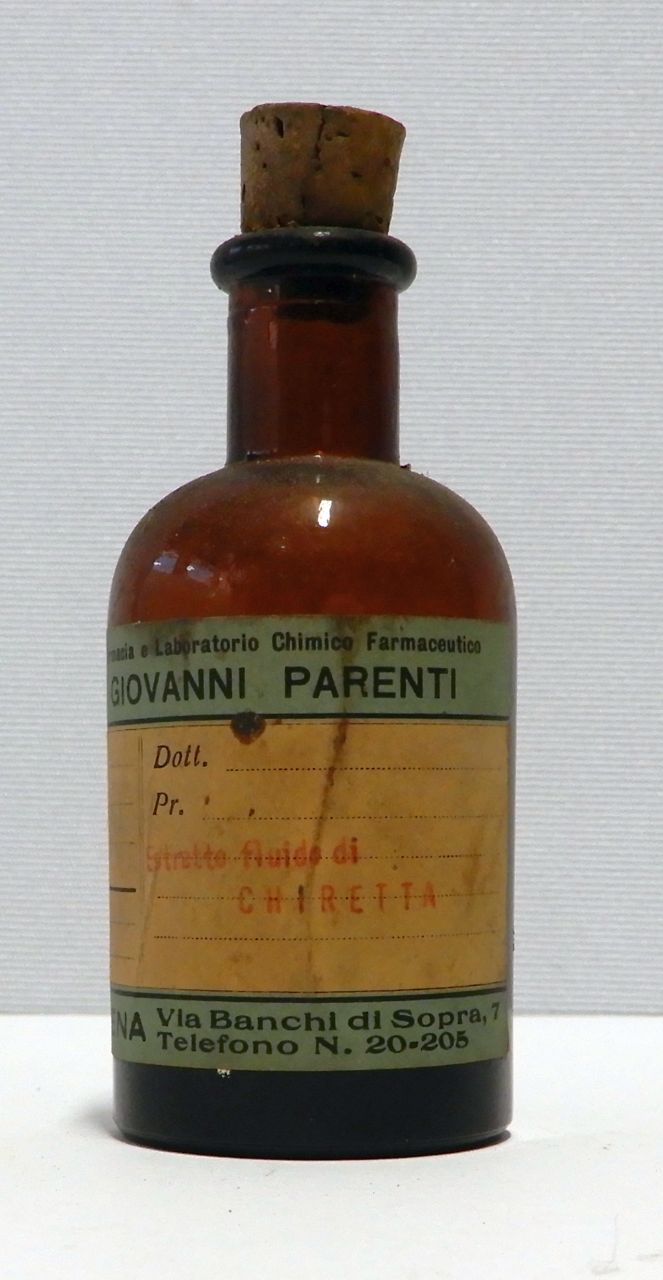 e Laboratorio Chimico Farmaceutico
GIOVANNI PARENTI
Dott.
Pr.
Estratto fluido di
CHIRETTA
Via Banchi di Sopra, 7
Telefono N. 20-205